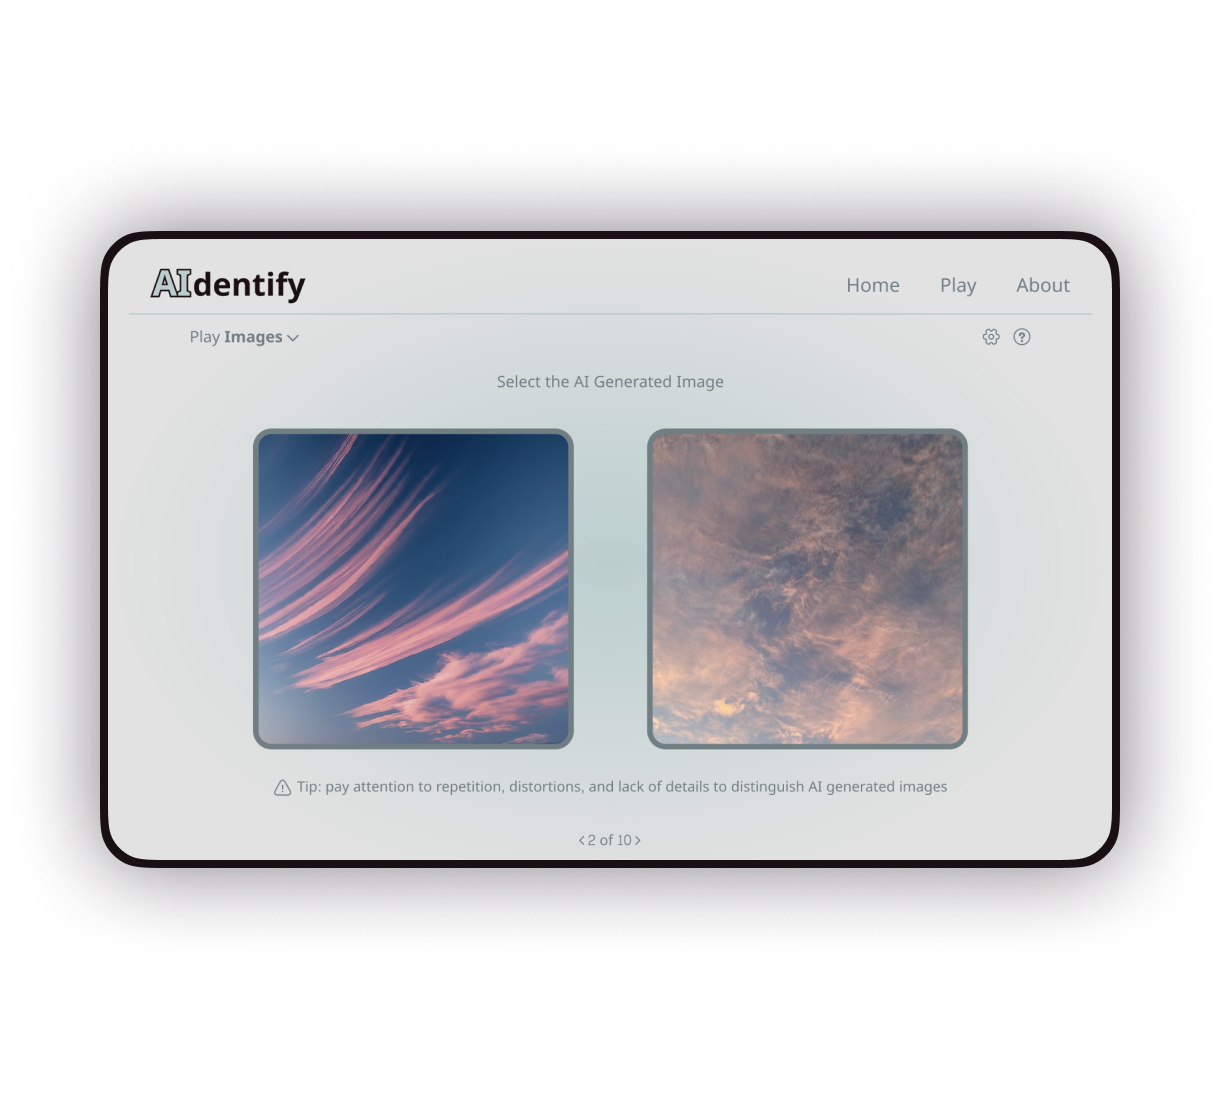 AIdentify
Home
Play
About
Play Images
Select the AI Generated Image
Tip: pay attention to repetition, distortions, and lack of details to distinguish AI generated images
2 of 10